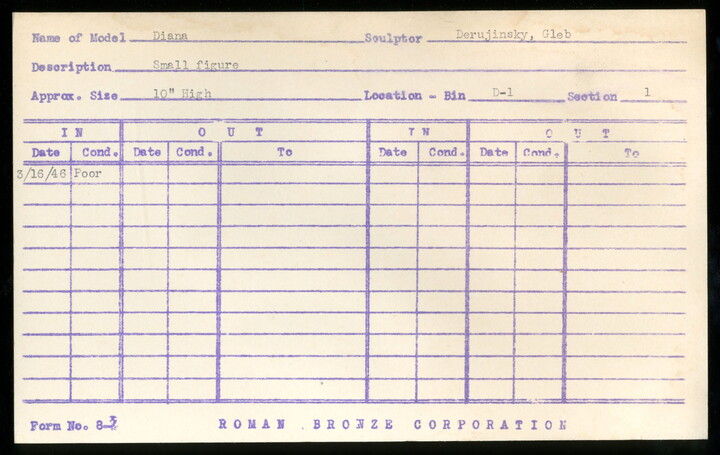 Name of Model Diana Sculptor Derujinsky, Gleb
Description Small figure
Approx. Size 10" High Location - Bin D-1 Section 1
IN OUT IN OUT
Date Cond. Date Cond. To Date Cond. Date Cond. To
3/16/46 Poor
Form No. 8- ROMAN BRONZE CORPORATION